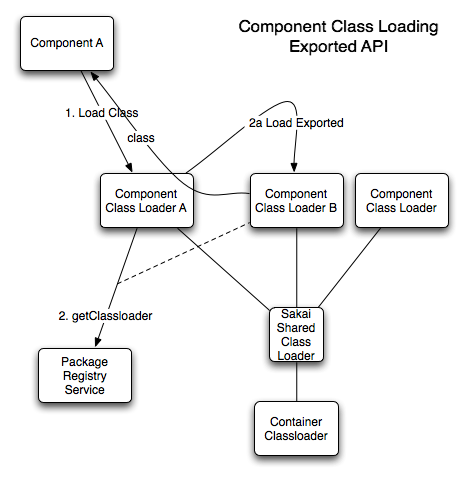 Component Class Loading
Exported API
Component A
1. Load Class
2a Load Exported
class
Component
Class Loader A
Component
Class Loader B
Component
Class Loader
2. getClassloader
Sakai
Shared
Class
Loader
Package
Registry
Service
Container
Classloader